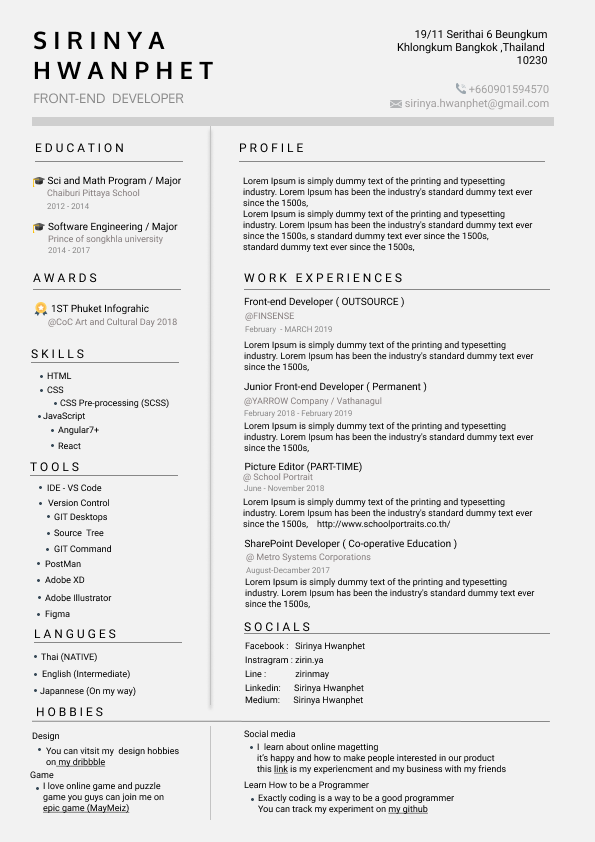 SIRINYA
HWANPHET
FRONT-END DEVELOPER
19/11 Serithai 6 Beungkum
Khlongkum Bangkok ,Thailand
10230
+660901594570
sirinya.hwanphet@gmail.com
EDUCATION
Sci and Math Program / Major
Chaiburi Pittaya School
2012 - 2014
Software Engineering / Major
Prince of songkhla university
2014 - 2017
AWARDS
1ST Phuket Infograhic
@CoC Art and Cultural Day 2018
SKILLS
• HTML
• CSS
• CSS Pre-processing (SCSS)
• JavaScript
• Angular7+
• React
TOOLS
• IDE - VS Code
• Version Control
• GIT Desktops
• Source Tree
• GIT Command
• PostMan
• Adobe XD
• Adobe Illustrator
• Figma
LANGUGES
• Thai (NATIVE)
• English (Intermediate)
• Japannese (On my way)
PROFILE
Lorem Ipsum is simply dummy text of the printing and typesetting
industry. Lorem Ipsum has been the industry's standard dummy text ever
since the 1500s,
Lorem Ipsum is simply dummy text of the printing and typesetting
industry. Lorem Ipsum has been the industry's standard dummy text ever
since the 1500s, s standard dummy text ever since the 1500s,
standard dummy text ever since the 1500s,
WORK EXPERIENCES
Front-end Developer ( OUTSOURCE )
@FINSENSE
February - MARCH 2019
Lorem Ipsum is simply dummy text of the printing and typesetting
industry. Lorem Ipsum has been the industry's standard dummy text ever
since the 1500s,
Junior Front-end Developer ( Permanent )
@YARROW Company / Vathanagul
February 2018 - February 2019
Lorem Ipsum is simply dummy text of the printing and typesetting
industry. Lorem Ipsum has been the industry's standard dummy text ever
since the 1500s,
Picture Editor (PART-TIME)
@ School Portrait
June - November 2018
Lorem Ipsum is simply dummy text of the printing and typesetting
industry. Lorem Ipsum has been the industry's standard dummy text ever
since the 1500s, http://www.schoolportraits.co.th/
SharePoint Developer ( Co-operative Education )
@ Metro Systems Corporations
August-Decamber 2017
Lorem Ipsum is simply dummy text of the printing and typesetting
industry. Lorem Ipsum has been the industry's standard dummy text ever
since the 1500s,
SOCIALS
Facebook : Sirinya Hwanphet
Instragram : zirin.ya
Line : zirinmay
Linkedin: Sirinya Hwanphet
Medium: Sirinya Hwanphet
HOBBIES
Design
• You can vitsit my design hobbies
on my dribbble
Game
• I love online game and puzzle
game you guys can join me on
epic game (MayMeiz)
Social media
• I learn about online magetting
it's happy and how to make people interested in our product
this link is my experiencment and my business with my friends
Learn How to be a Programmer
• Exactly coding is a way to be a good programmer
You can track my experiment on my github